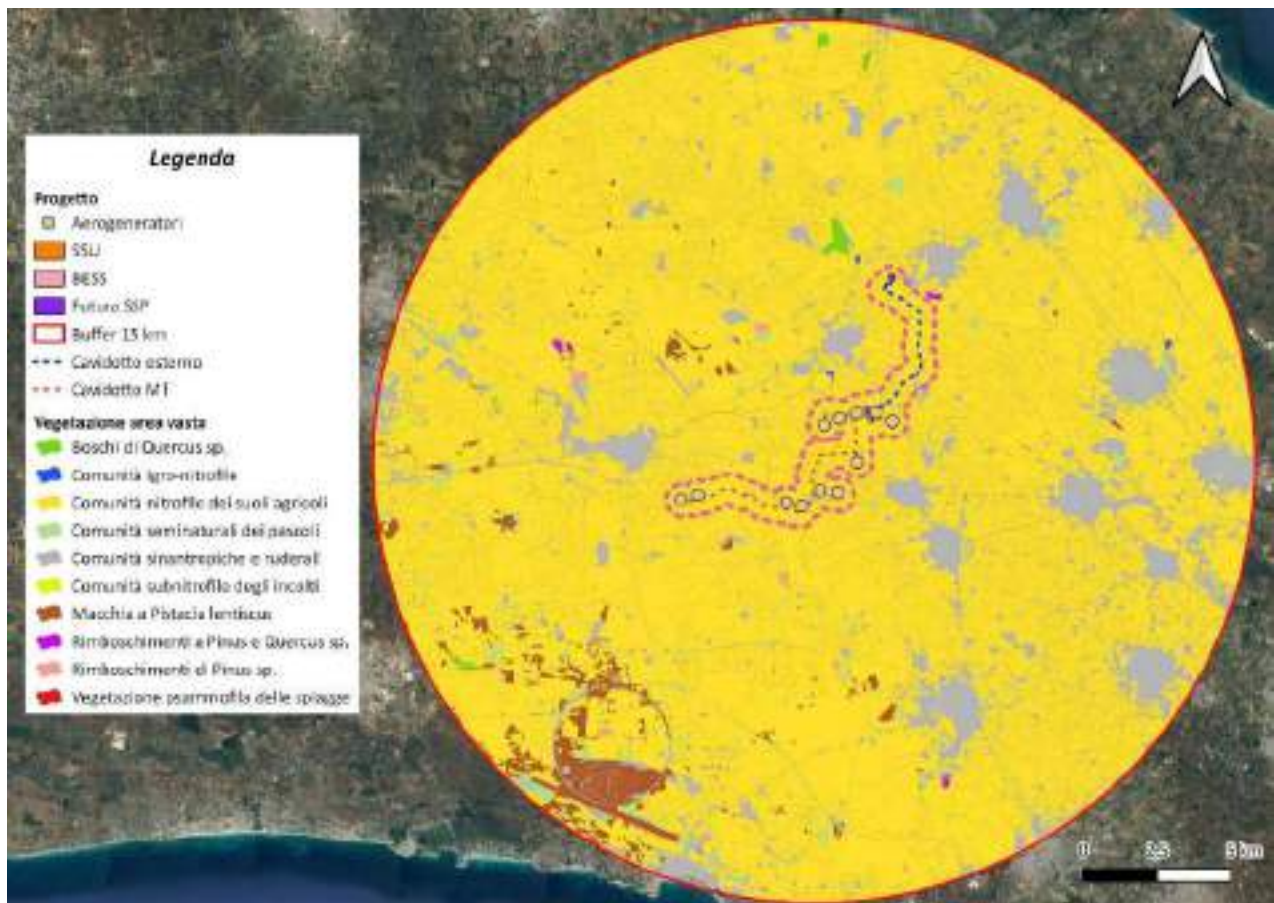 Legenda
Progetto
Aerogeneratori
SSU
BESS
Futura SSP
Buffer 15 km
Cavidotto esterno
Cavidotto MT
Vegetazione area vasta
Boschi di Quercus sp.
Comunità igro-nitrofile
Comunità nitrofile dei suoli agricoli
Comunità seminaturali dei pascoli
Comunità sinantropiche e ruderali
Comunità subnitrofile degli incolti
Macchia a Pistacia lentiscus
Rimboschimenti a Pinus e Quercus sp.
Rimboschimenti di Pinus sp.
Vegetazione psammofila delle spiagge
0 2,5 5 km